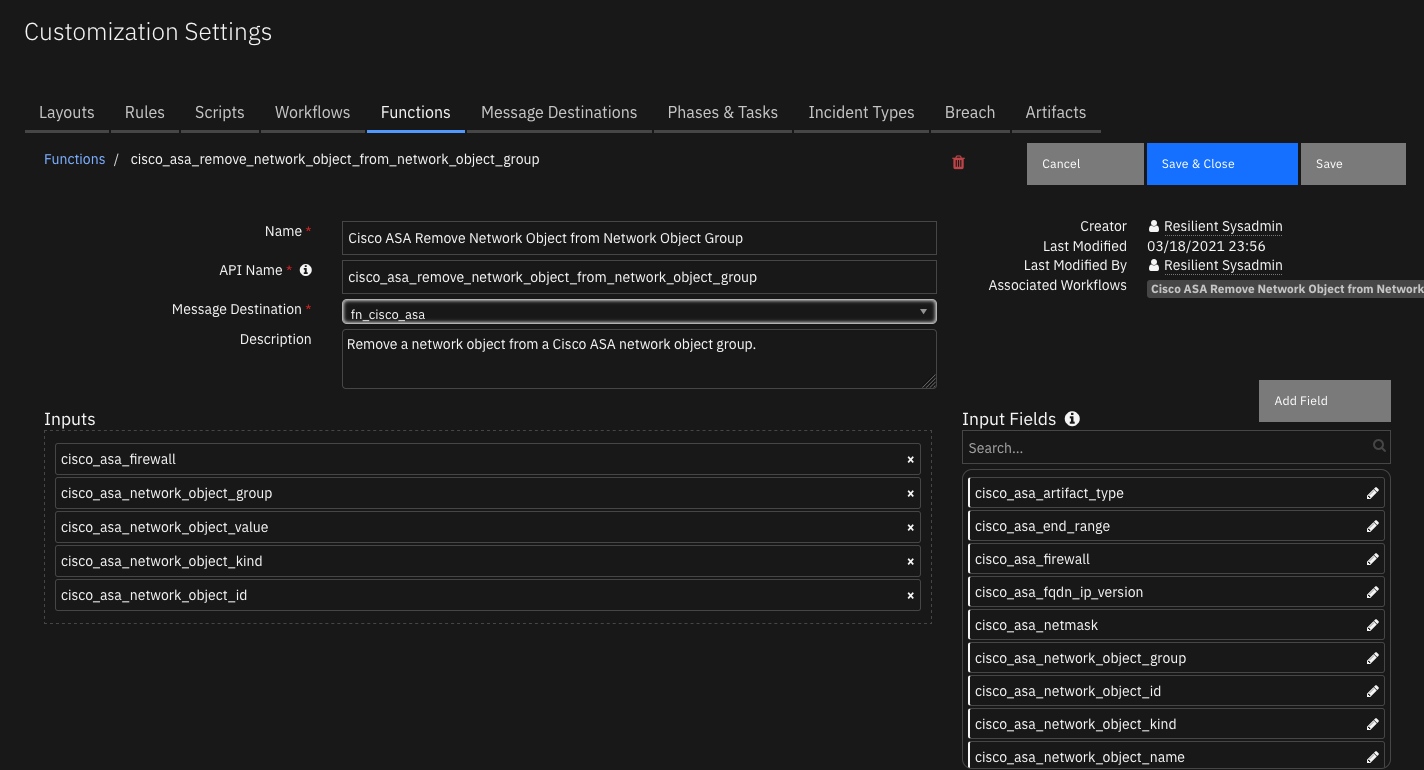 Customization Settings
Layouts Rules Scripts Workflows Functions Message Destinations Phases & Tasks Incident Types Breach Artifacts
Functions / cisco_asa_remove_network_object_from_network_object_group
Cancel Save & Close Save
Name * Cisco ASA Remove Network Object from Network Object Group
API Name * cisco_asa_remove_network_object_from_network_object_group
Message Destination * fn_cisco_asa
Description Remove a network object from a Cisco ASA network object group.
Creator Resilient Sysadmin
Last Modified 03/18/2021 23:56
Last Modified By Resilient Sysadmin
Associated Workflows Cisco ASA Remove Network Object from Network
Inputs
cisco_asa_firewall ×
cisco_asa_network_object_group ×
cisco_asa_network_object_value ×
cisco_asa_network_object_kind ×
cisco_asa_network_object_id ×
Add Field
Input Fields
Search...
cisco_asa_artifact_type
cisco_asa_end_range
cisco_asa_firewall
cisco_asa_fqdn_ip_version
cisco_asa_netmask
cisco_asa_network_object_group
cisco_asa_network_object_id
cisco_asa_network_object_kind
cisco_asa_network_object_name